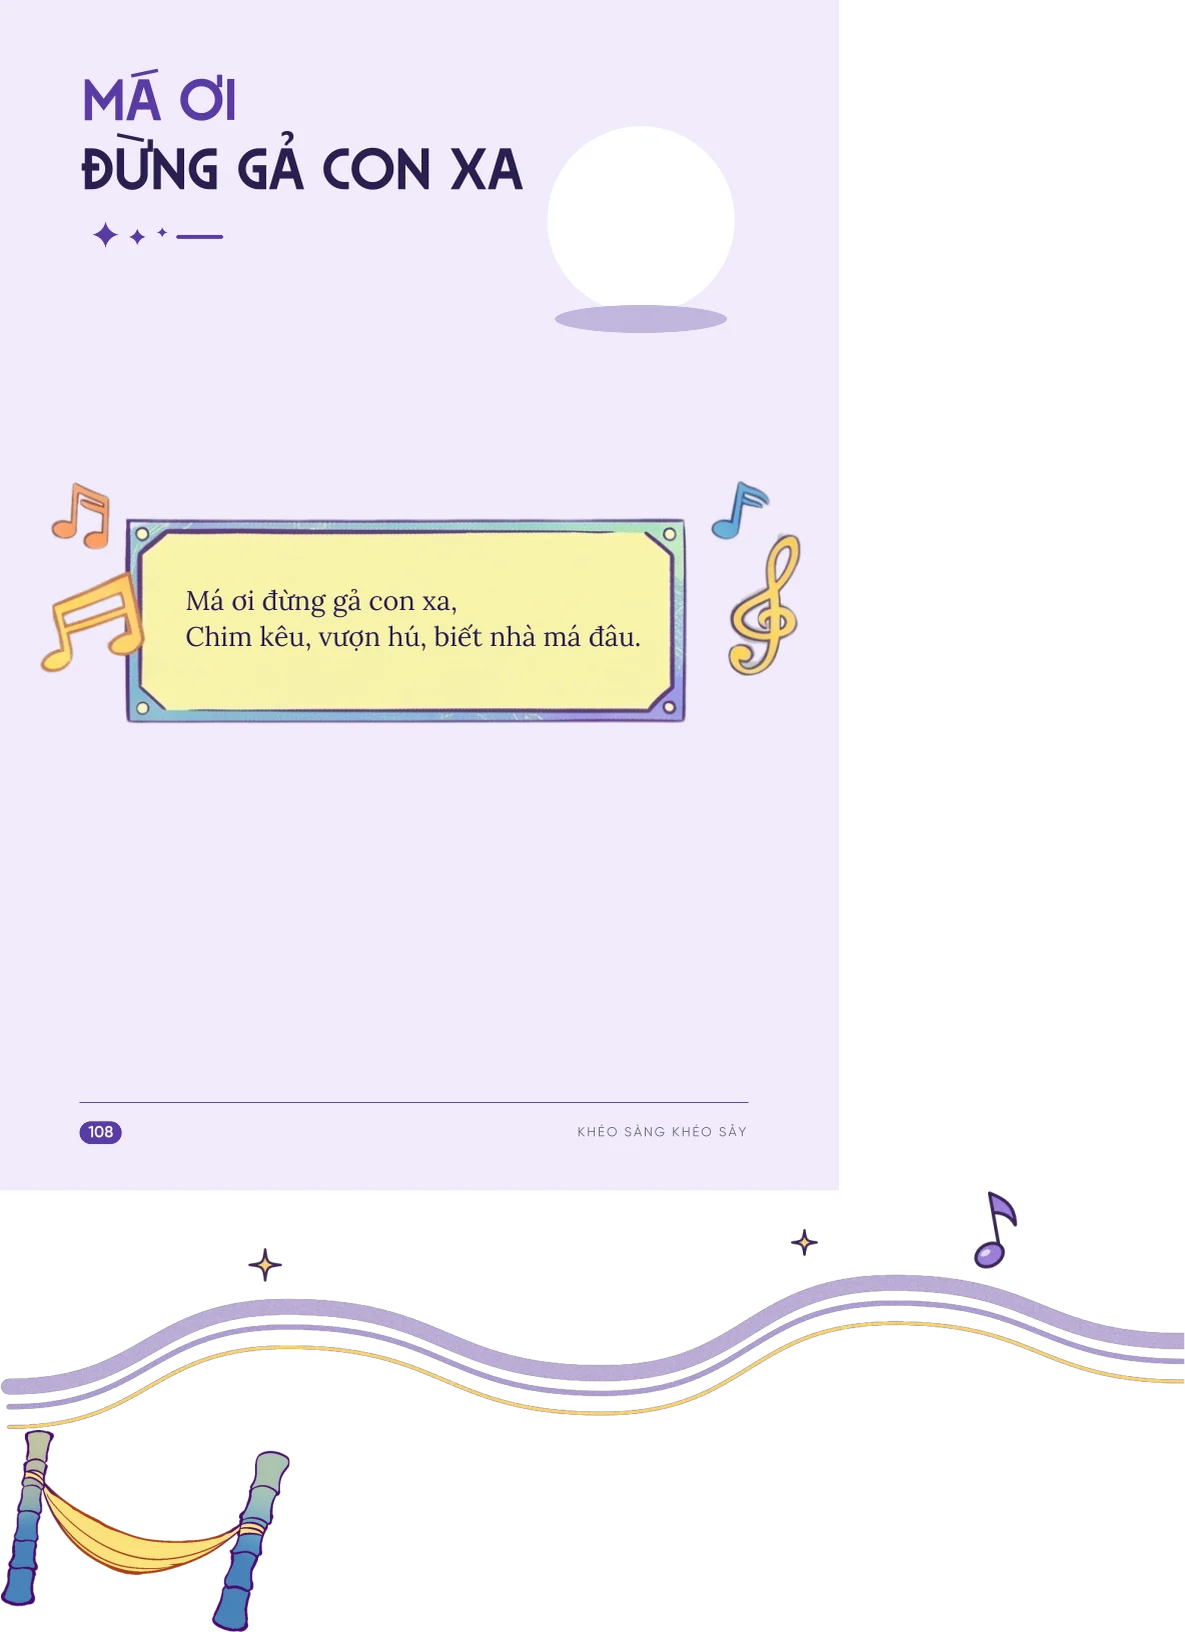 MÁ ƠI
ĐỪNG GẢ CON XA
Má ơi đừng gả con xa,
Chim kêu, vượn hú, biết nhà má đâu.
108
KHÉO SÀNG KHÉO SẢY